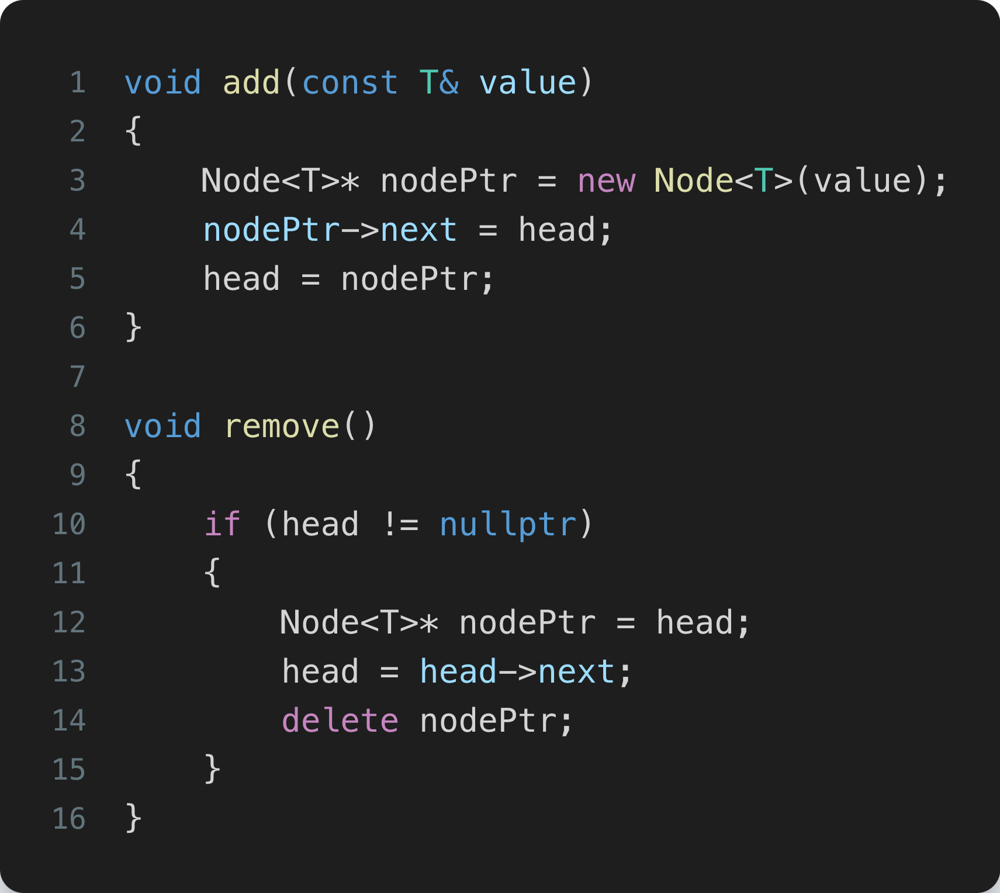 1 void add(const T& value)
2 {
3     Node<T>* nodePtr = new Node<T>(value);
4     nodePtr->next = head;
5     head = nodePtr;
6 }
7
8 void remove()
9 {
10     if (head != nullptr)
11     {
12         Node<T>* nodePtr = head;
13         head = head->next;
14         delete nodePtr;
15     }
16 }